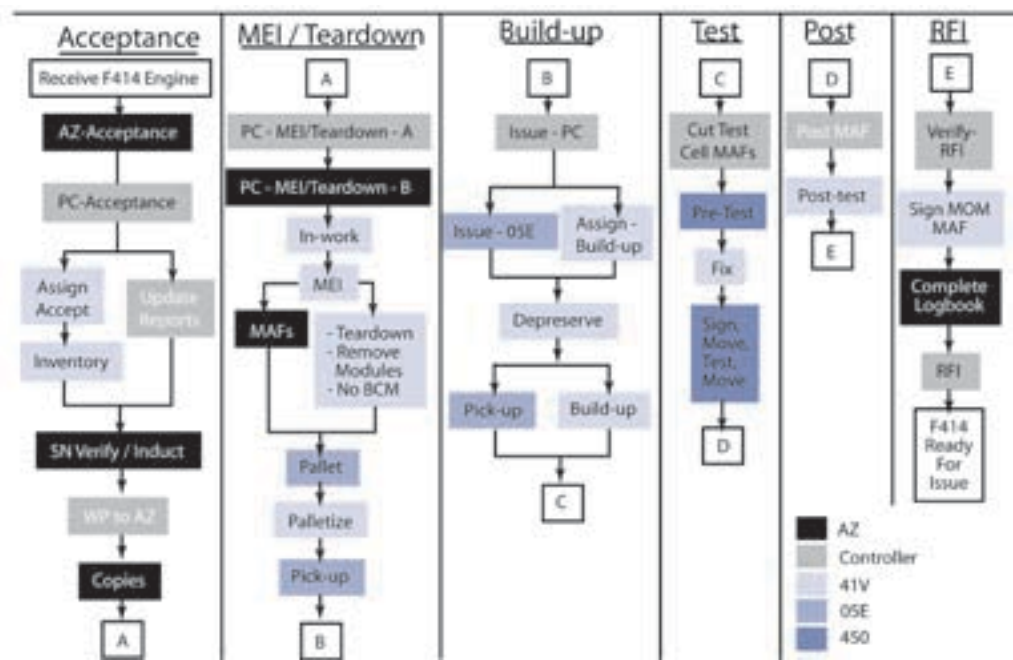 Acceptance
Receive F414 Engine
AZ-Acceptance
PC-Acceptance
Assign
Accept
Update
Reports
Inventory
SN Verify / Induct
WP to AZ
Copies
A
MEI / Teardown
A
PC - MEI/Teardown - A
PC - MEI/Teardown - B
In-work
MEI
MAFs
- Teardown
- Remove
Modules
- No BCM
Pallet
Palletize
Pick-up
B
Build-up
B
Issue - PC
Issue - 05E
Assign -
Build-up
Depreserve
Pick-up
Build-up
C
Test
C
Cut Test
Cell MAFs
Pre-Test
Fix
Sign,
Move,
Test,
Move
D
Post
D
Post MAF
Post-test
E
RFI
E
Verify-
RFI
Sign MOM
MAF
Complete
Logbook
RFI
F414
Ready
For
Issue
AZ
Controller
41V
05E
450